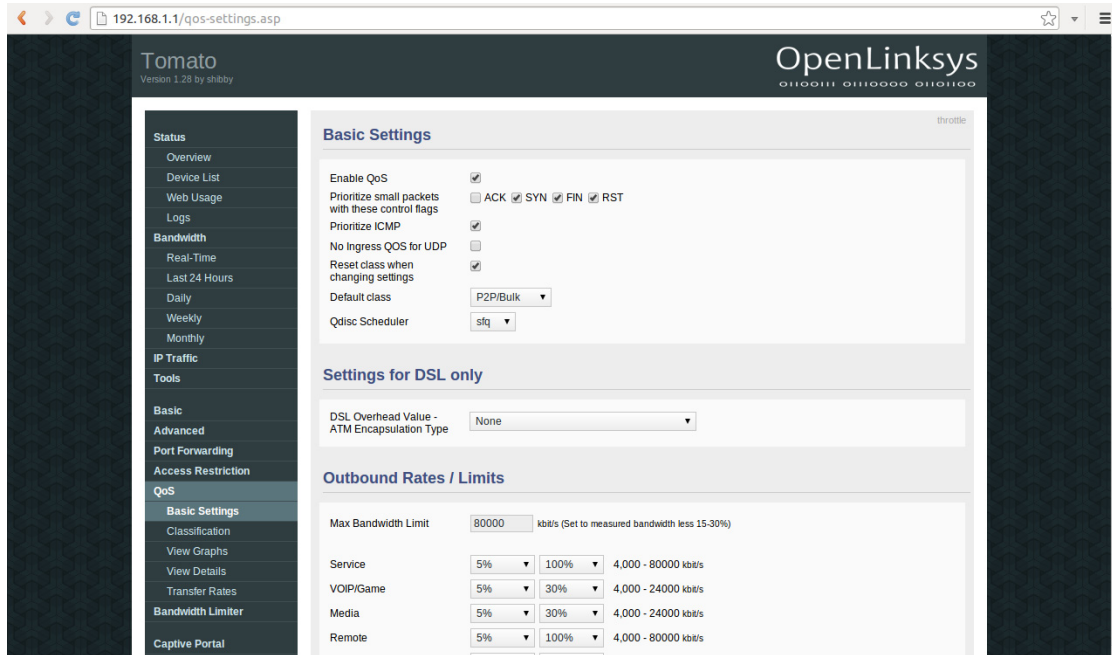 192.168.1.1/qos-settings.asp
Tomato
Version 1.28 by shibby
OpenLinksys
01100111 01110000 01101100
throttle
Status
Overview
Device List
Web Usage
Logs
Bandwidth
Real-Time
Last 24 Hours
Daily
Weekly
Monthly
IP Traffic
Tools
Basic
Advanced
Port Forwarding
Access Restriction
QoS
Basic Settings
Classification
View Graphs
View Details
Transfer Rates
Bandwidth Limiter
Captive Portal
Basic Settings
Enable QoS
Prioritize small packets
with these control flags
ACK SYN FIN RST
Prioritize ICMP
No Ingress QOS for UDP
Reset class when
changing settings
Default class P2P/Bulk
Qdisc Scheduler sfq
Settings for DSL only
DSL Overhead Value -
ATM Encapsulation Type
None
Outbound Rates / Limits
Max Bandwidth Limit 80000 kbit/s (Set to measured bandwidth less 15-30%)
Service 5% 100% 4,000 - 80000 kbit/s
VOIP/Game 5% 30% 4,000 - 24000 kbit/s
Media 5% 30% 4,000 - 24000 kbit/s
Remote 5% 100% 4,000 - 80000 kbit/s